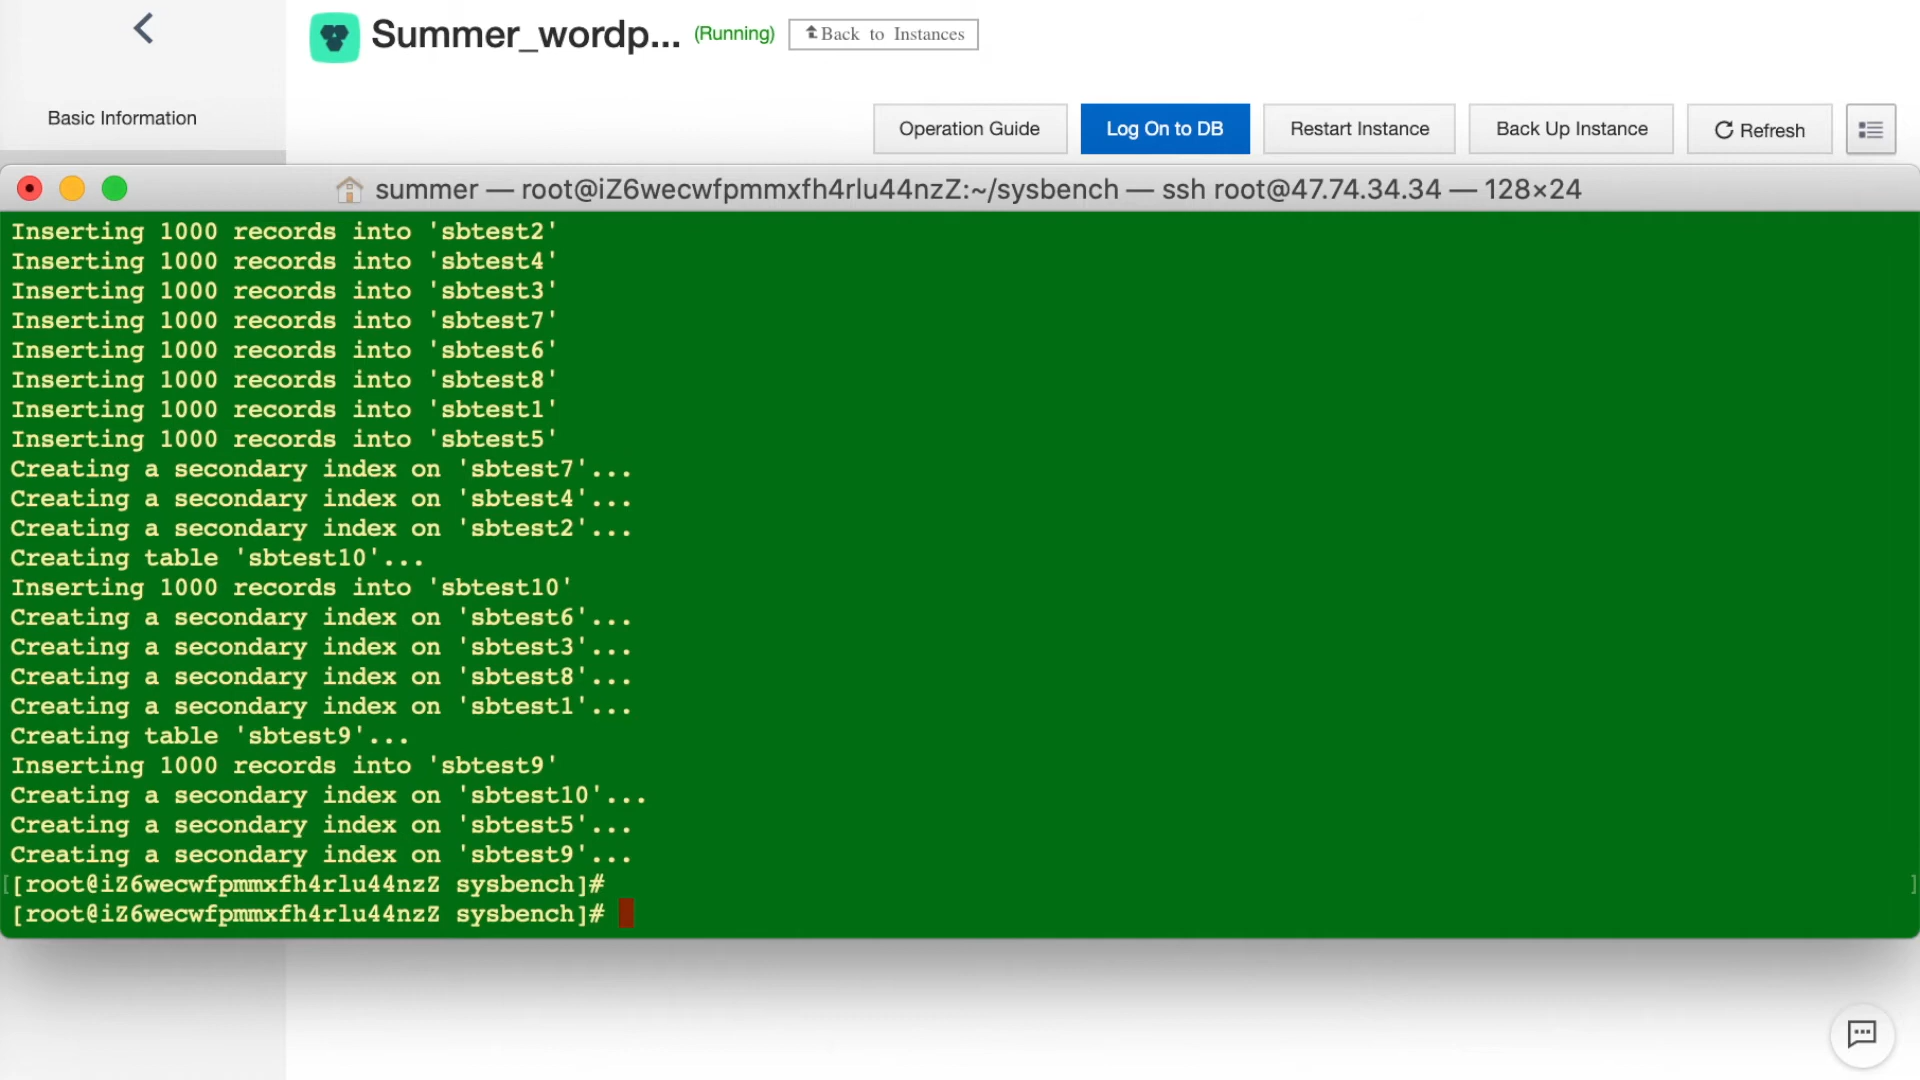 Summer_wordp... (Running) Back to Instances
Basic Information
Operation Guide Log On to DB Restart Instance Back Up Instance Refresh
summer — root@iZ6wecwfpmmxfh4rlu44nzZ:~/sysbench — ssh root@47.74.34.34 — 128×24
Inserting 1000 records into 'sbtest2'
Inserting 1000 records into 'sbtest4'
Inserting 1000 records into 'sbtest3'
Inserting 1000 records into 'sbtest7'
Inserting 1000 records into 'sbtest6'
Inserting 1000 records into 'sbtest8'
Inserting 1000 records into 'sbtest1'
Inserting 1000 records into 'sbtest5'
Creating a secondary index on 'sbtest7'...
Creating a secondary index on 'sbtest4'...
Creating a secondary index on 'sbtest2'...
Creating table 'sbtest10'...
Inserting 1000 records into 'sbtest10'
Creating a secondary index on 'sbtest6'...
Creating a secondary index on 'sbtest3'...
Creating a secondary index on 'sbtest8'...
Creating a secondary index on 'sbtest1'...
Creating table 'sbtest9'...
Inserting 1000 records into 'sbtest9'
Creating a secondary index on 'sbtest10'...
Creating a secondary index on 'sbtest5'...
Creating a secondary index on 'sbtest9'...
[[root@iZ6wecwfpmmxfh4rlu44nzZ sysbench]# ]
[root@iZ6wecwfpmmxfh4rlu44nzZ sysbench]#